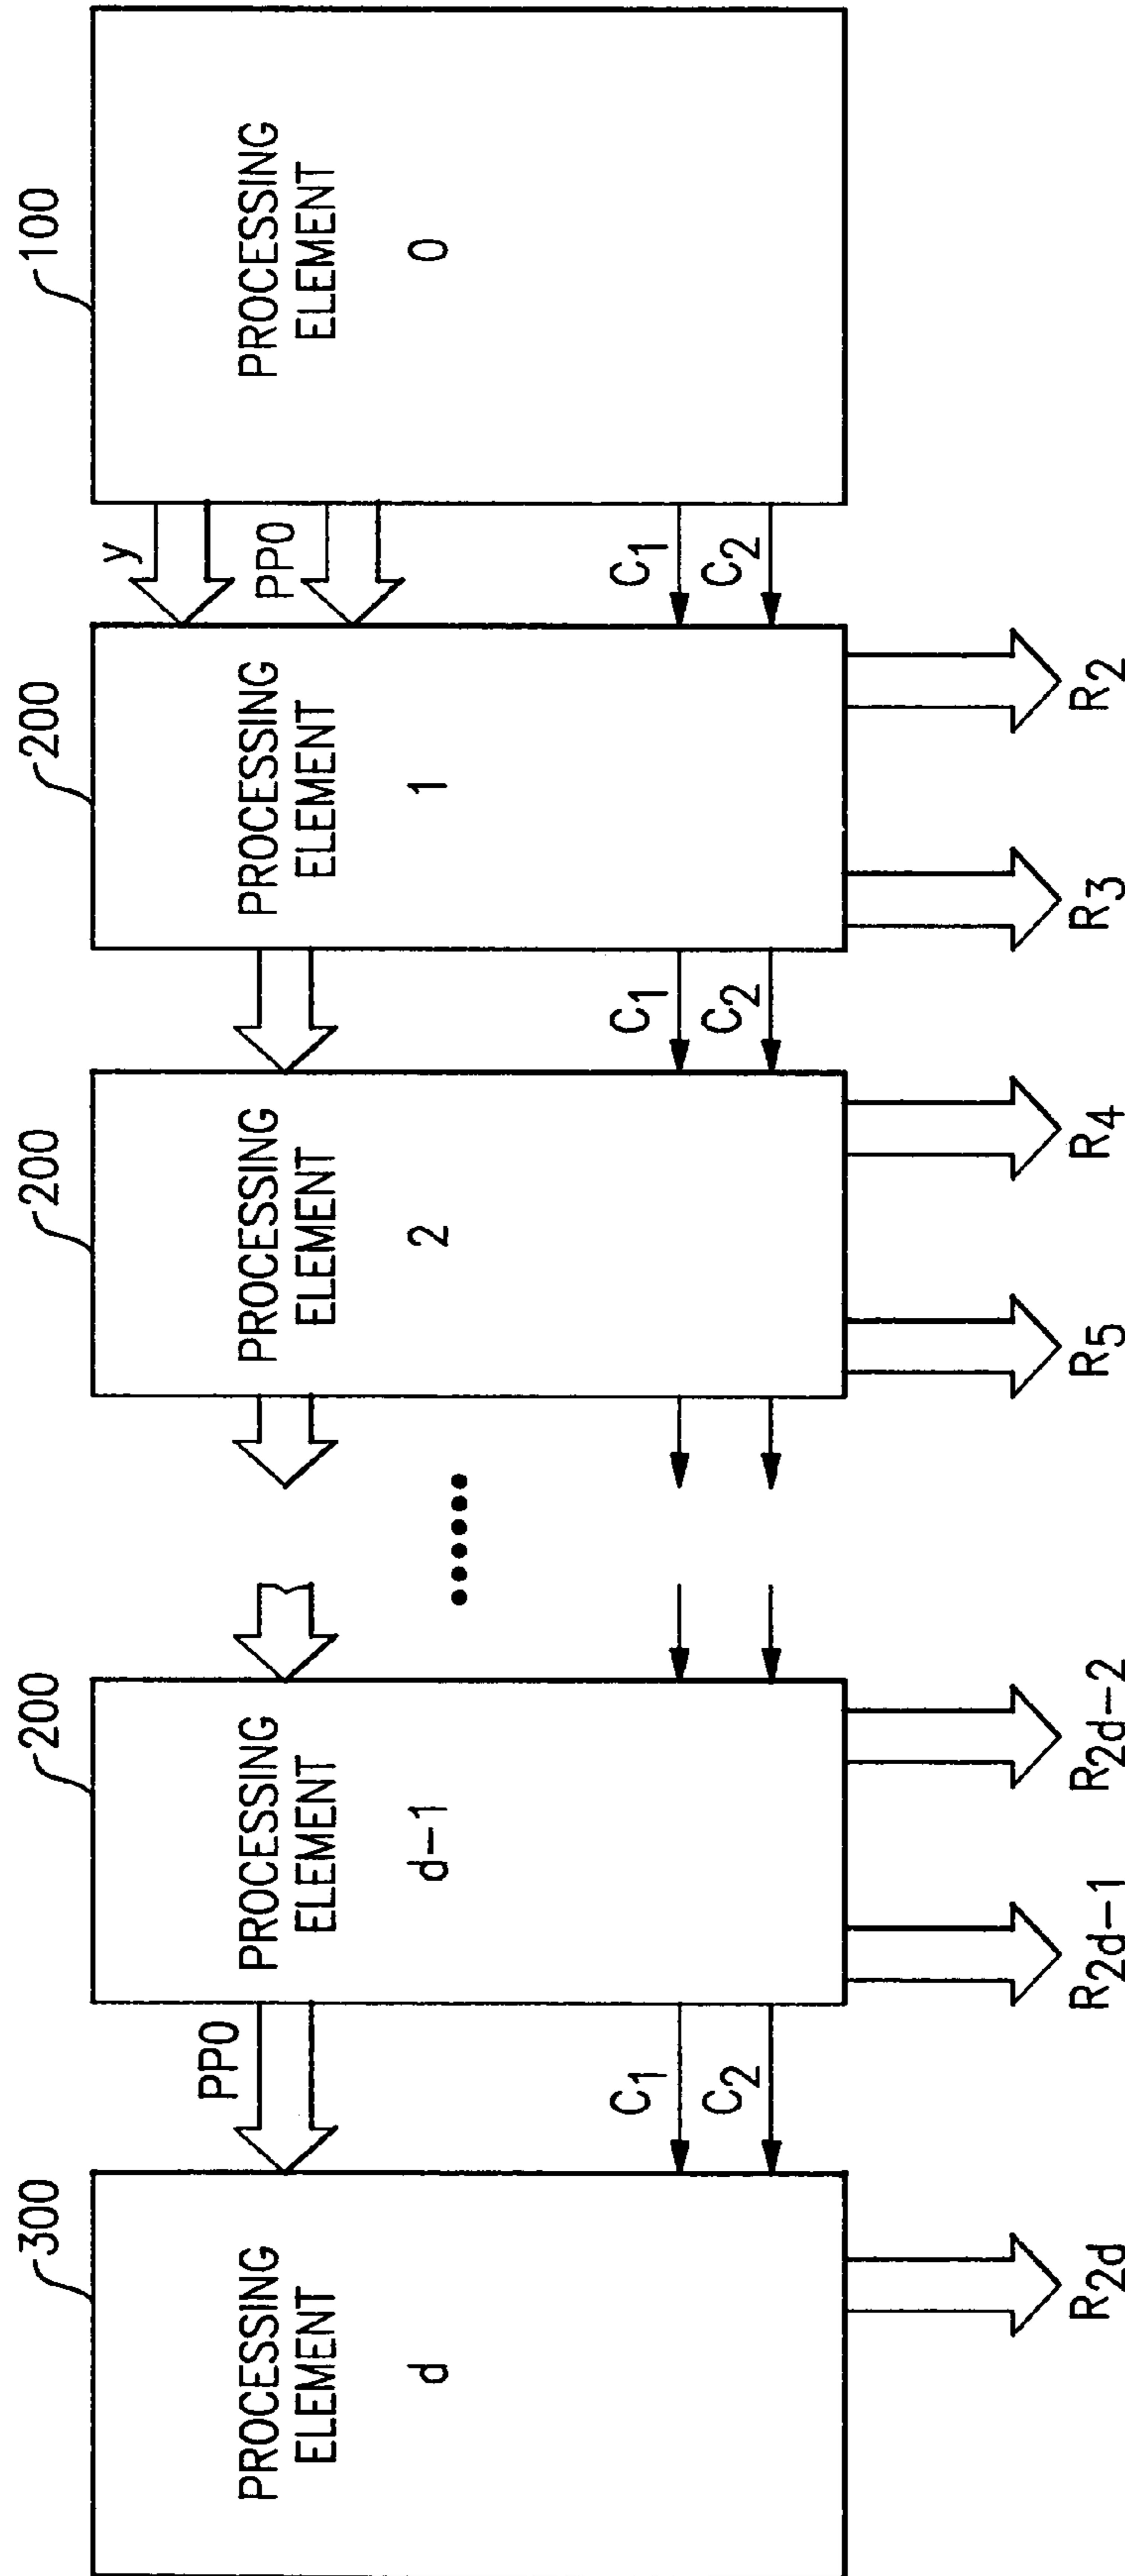 300
200
200
200
100
PROCESSING
ELEMENT
d
PP0
C1
C2
PROCESSING
ELEMENT
d-1
PROCESSING
ELEMENT
2
C1
C2
PROCESSING
ELEMENT
1
y
PP0
C1
C2
PROCESSING
ELEMENT
0
R2d
R2d-1
R2d-2
R5
R4
R3
R2